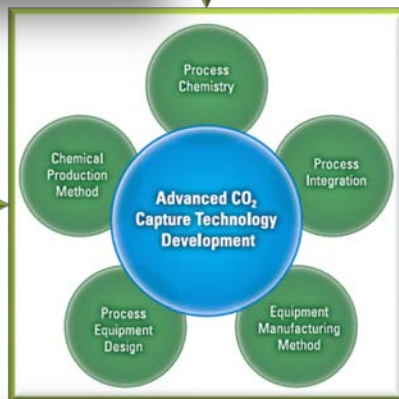 Process
Chemistry
Chemical
Production
Method
Process
Integration
Advanced CO₂
Capture Technology
Development
Process
Equipment
Design
Equipment
Manufacturing
Method